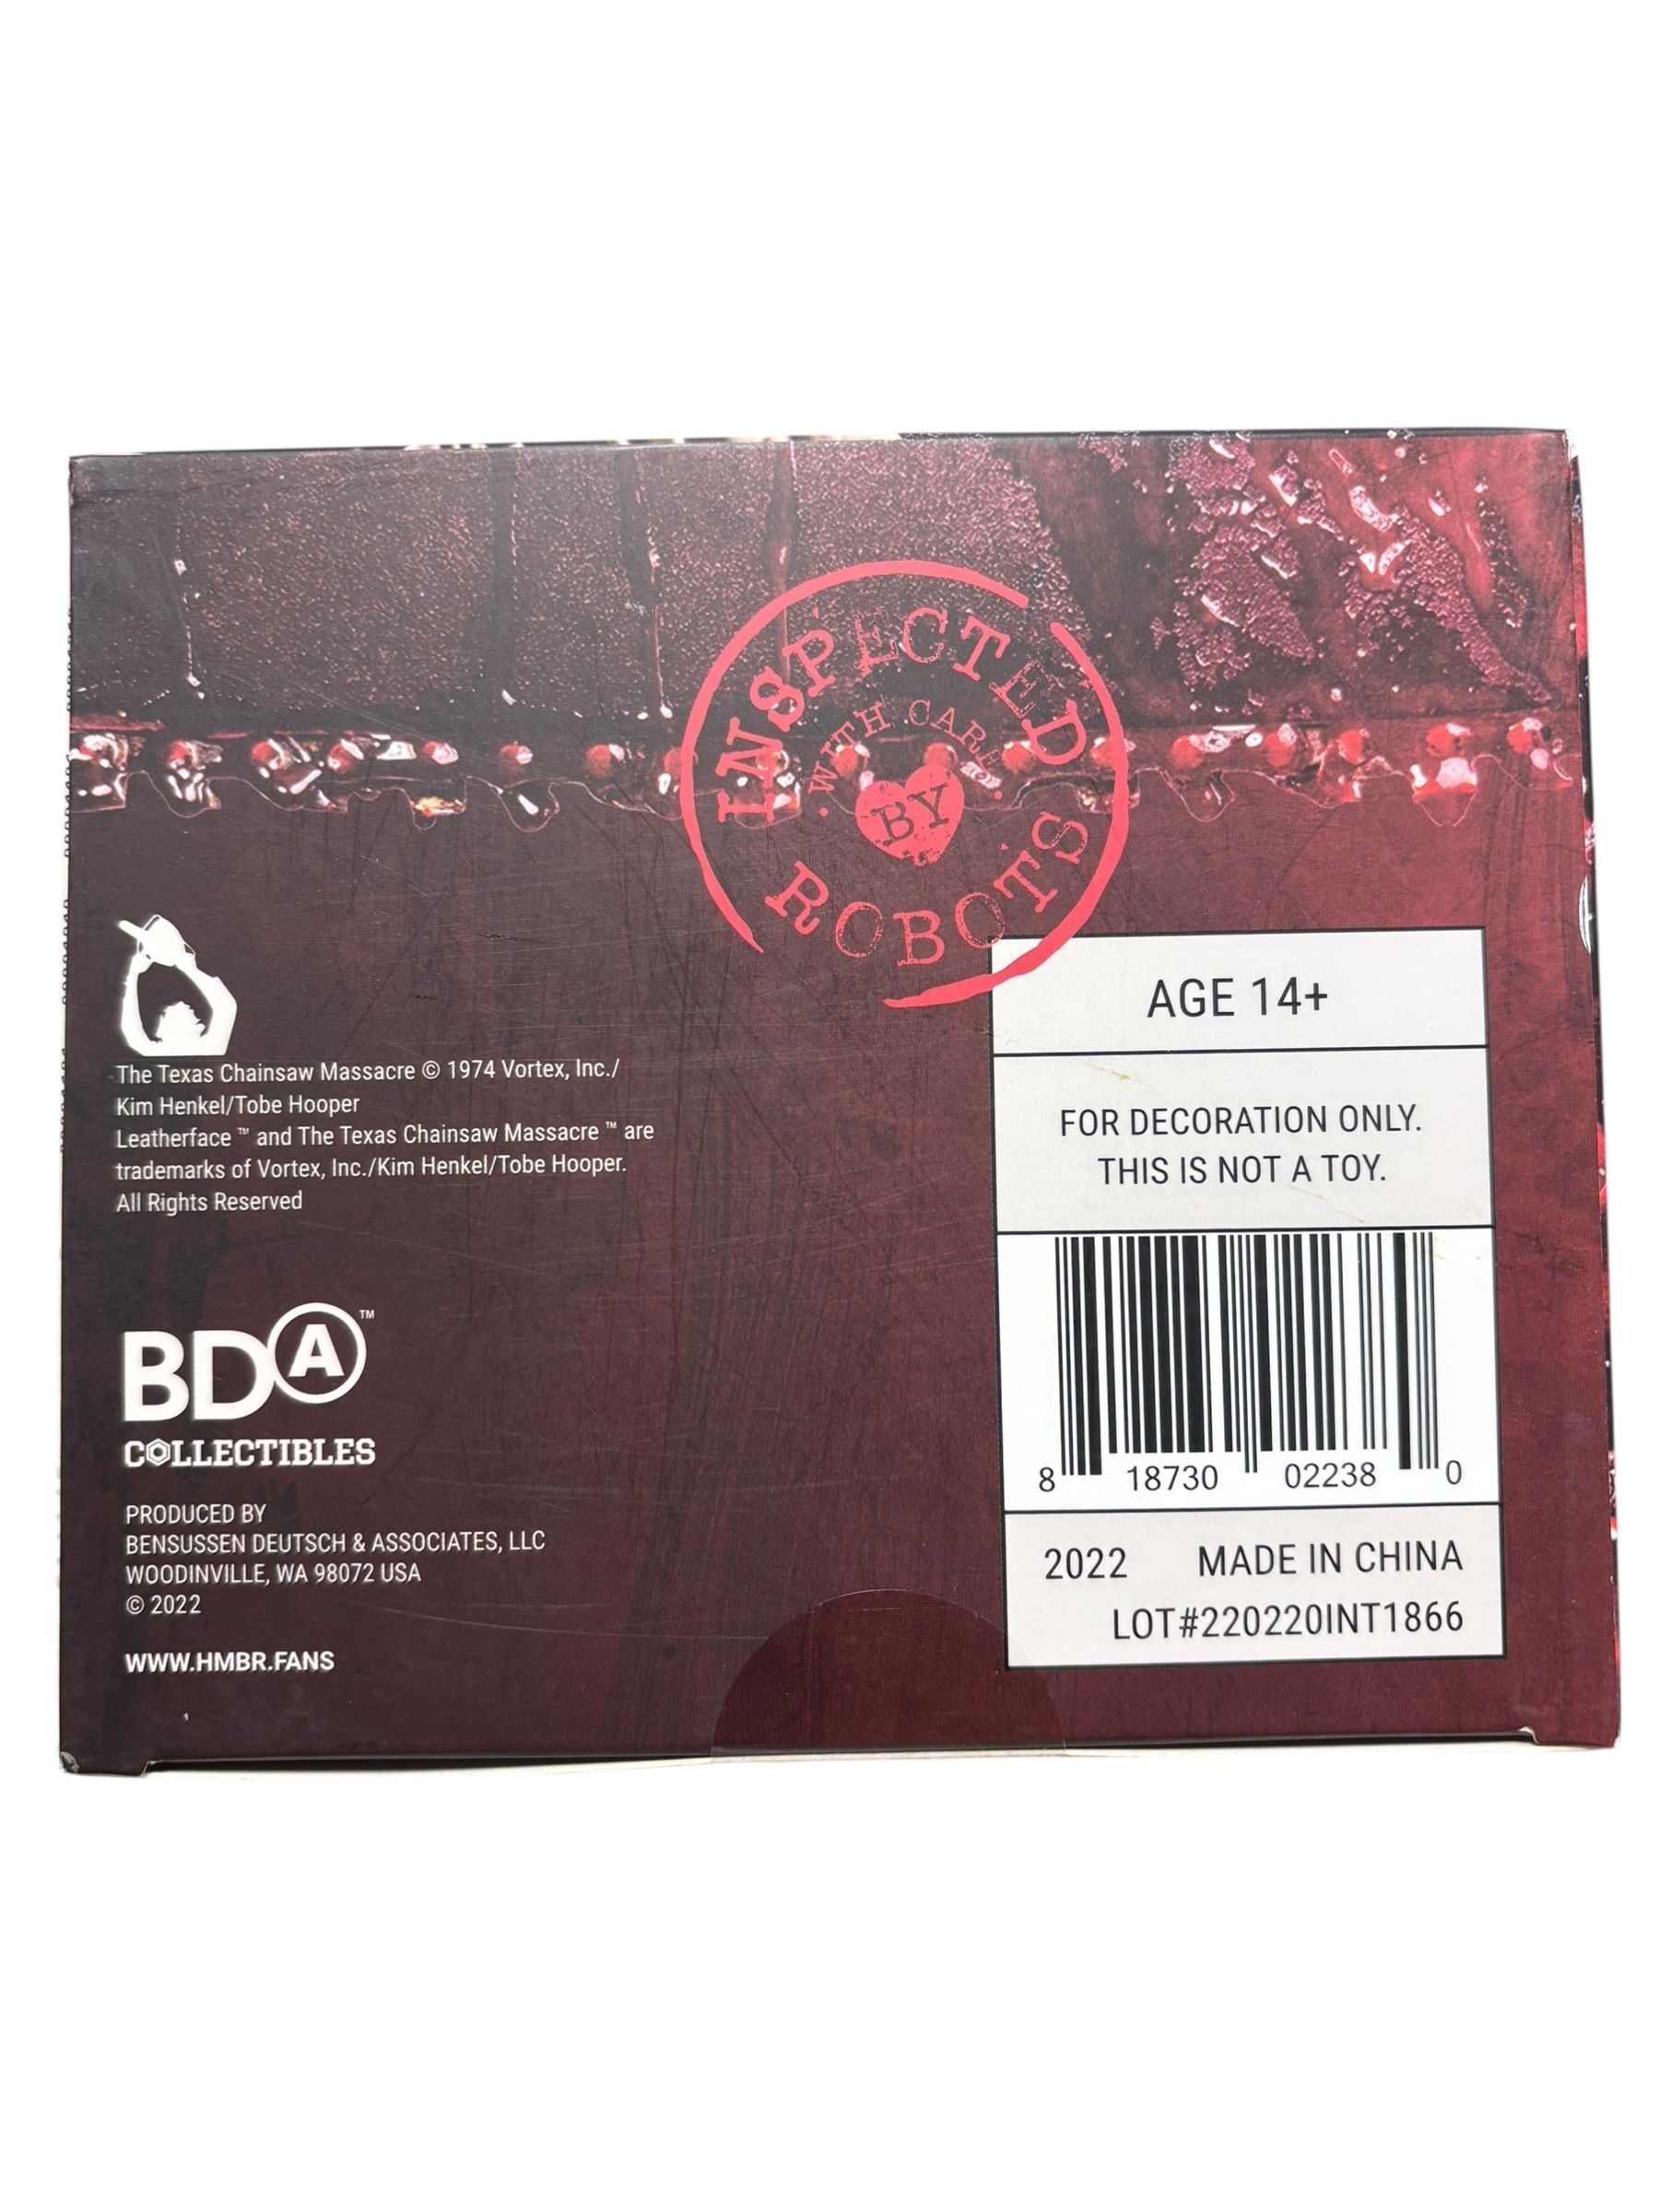 INSPECTED
WITH CARE
BY
ROBOTS
The Texas Chainsaw Massacre © 1974 Vortex, Inc./
Kim Henkel/Tobe Hooper
Leatherface ™ and The Texas Chainsaw Massacre ™ are
trademarks of Vortex, Inc./Kim Henkel/Tobe Hooper.
All Rights Reserved
BDA™
COLLECTIBLES
PRODUCED BY
BENSUSSEN DEUTSCH & ASSOCIATES, LLC
WOODINVILLE, WA 98072 USA
© 2022
WWW.HMBR.FANS
AGE 14+
FOR DECORATION ONLY.
THIS IS NOT A TOY.
8 18730 02238 0
2022 MADE IN CHINA
LOT#220220INT1866